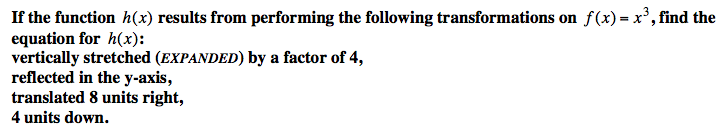 If the function h(x) results from performing the following transformations on f(x) = x³, find the
equation for h(x):
vertically stretched (EXPANDED) by a factor of 4,
reflected in the y-axis,
translated 8 units right,
4 units down.